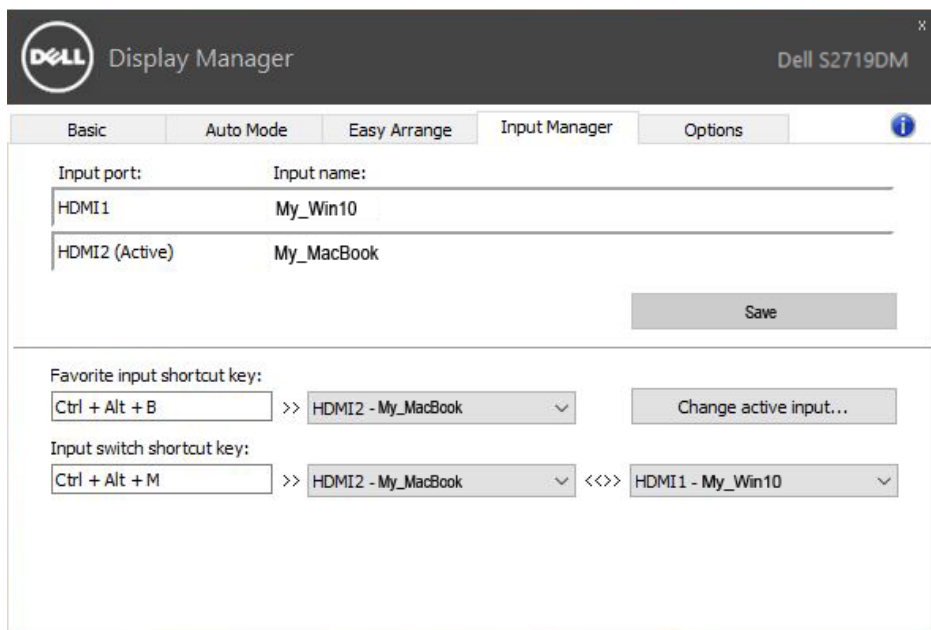 x
DELL Display Manager Dell S2719DM
Basic Auto Mode Easy Arrange Input Manager Options i
Input port: Input name:
HDMI1 My_Win10
HDMI2 (Active) My_MacBook
Save
Favorite input shortcut key:
Ctrl + Alt + B >> HDMI2 - My_MacBook Change active input...
Input switch shortcut key:
Ctrl + Alt + M >> HDMI2 - My_MacBook <<>> HDMI1 - My_Win10